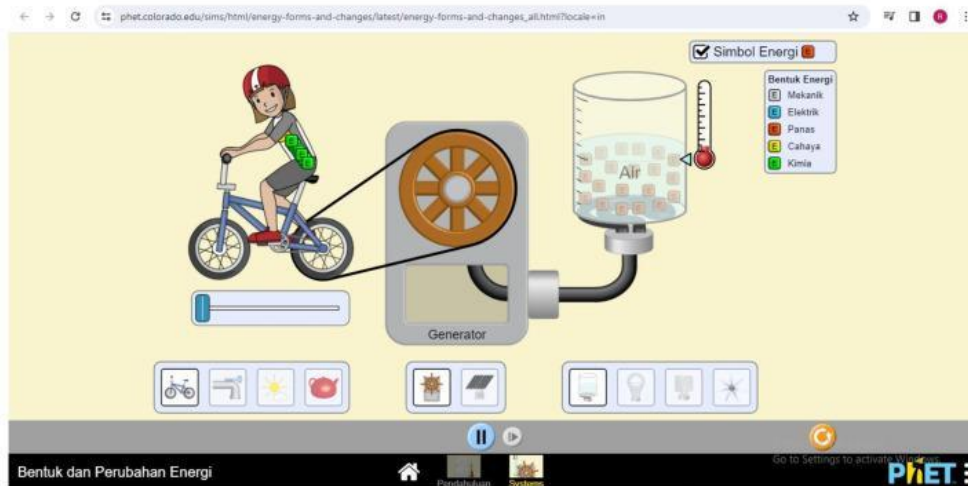 phet.colorado.edu/sims/html/energy-forms-and-changes/latest/energy-forms-and-changes_all.html?locale=in
Simbol Energi E
Bentuk Energi
E Mekanik
E Elektrik
E Panas
E Cahaya
E Kimia
Air
Generator
Bentuk dan Perubahan Energi
Pendahuluan
Systems
Go to Settings to activate Windows.
PhET